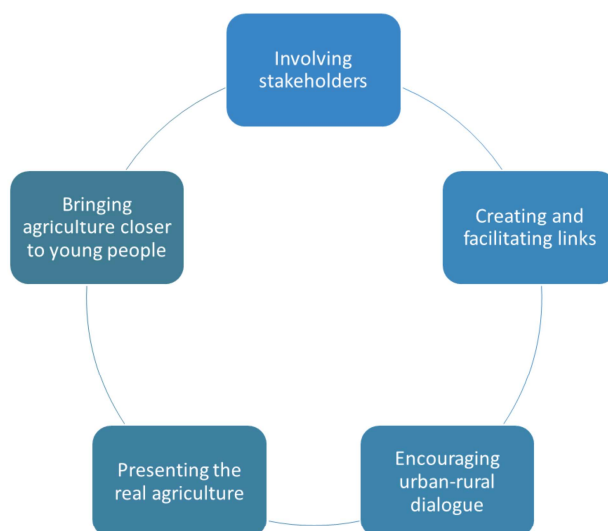 Involving
stakeholders
Creating and
facilitating links
Encouraging
urban-rural
dialogue
Presenting the
real agriculture
Bringing
agriculture closer
to young people